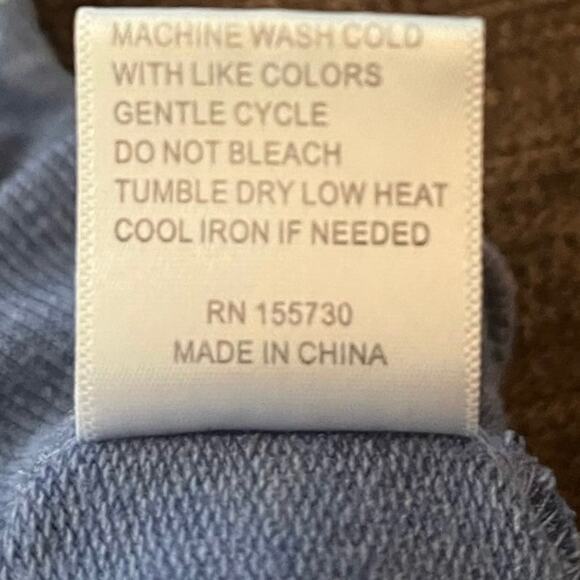 MACHINE WASH COLD
WITH LIKE COLORS
GENTLE CYCLE
DO NOT BLEACH
TUMBLE DRY LOW HEAT
COOL IRON IF NEEDED
RN 155730
MADE IN CHINA